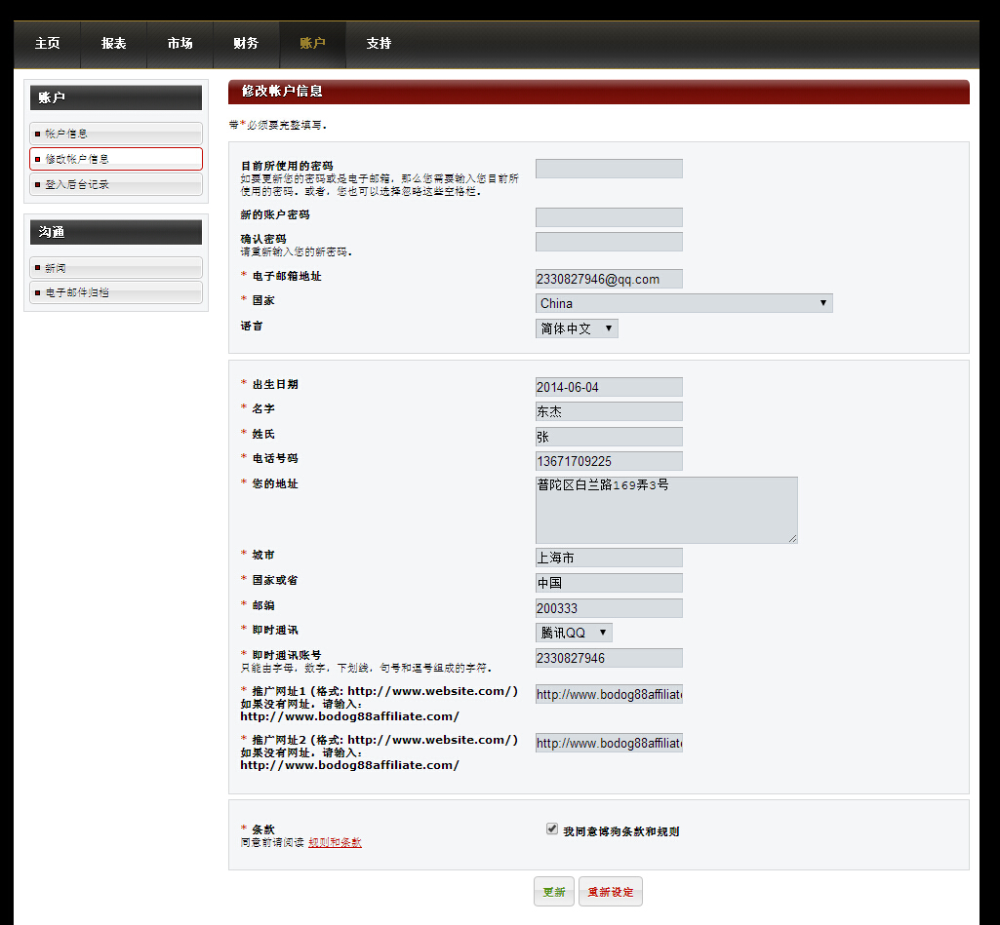 主页 报表 市场 财务 账户 支持
账户
帐户信息
修改帐户信息
登入后台记录
沟通
新闻
电子邮件归档
修改帐户信息
带*必须要完整填写。
目前所使用的密码
如要更新您的密码或是电子邮箱，那么您需要输入您目前所
使用的密码。或者，您也可以选择忽略这些空格栏。
新的账户密码
确认密码
请重新输入您的新密码。
* 电子邮箱地址 2330827946@qq.com
* 国家 China
语言 简体中文
* 出生日期 2014-06-04
* 名字 东杰
* 姓氏 张
* 电话号码 13671709225
* 您的地址 普陀区白兰路169弄3号
* 城市 上海市
* 国家或省 中国
* 邮编 200333
* 即时通讯 腾讯QQ
* 即时通讯账号 2330827946
只能由字母，数字，下划线，句号和逗号组成的字符。
* 推广网址1 (格式: http://www.website.com/) http://www.bodog88affiliate
如果没有网址，请输入：
http://www.bodog88affiliate.com/
* 推广网址2 (格式: http://www.website.com/) http://www.bodog88affiliate
如果没有网址，请输入：
http://www.bodog88affiliate.com/
* 条款 我同意博狗条款和规则
同意前请阅读 规则和条款
更新 重新设定